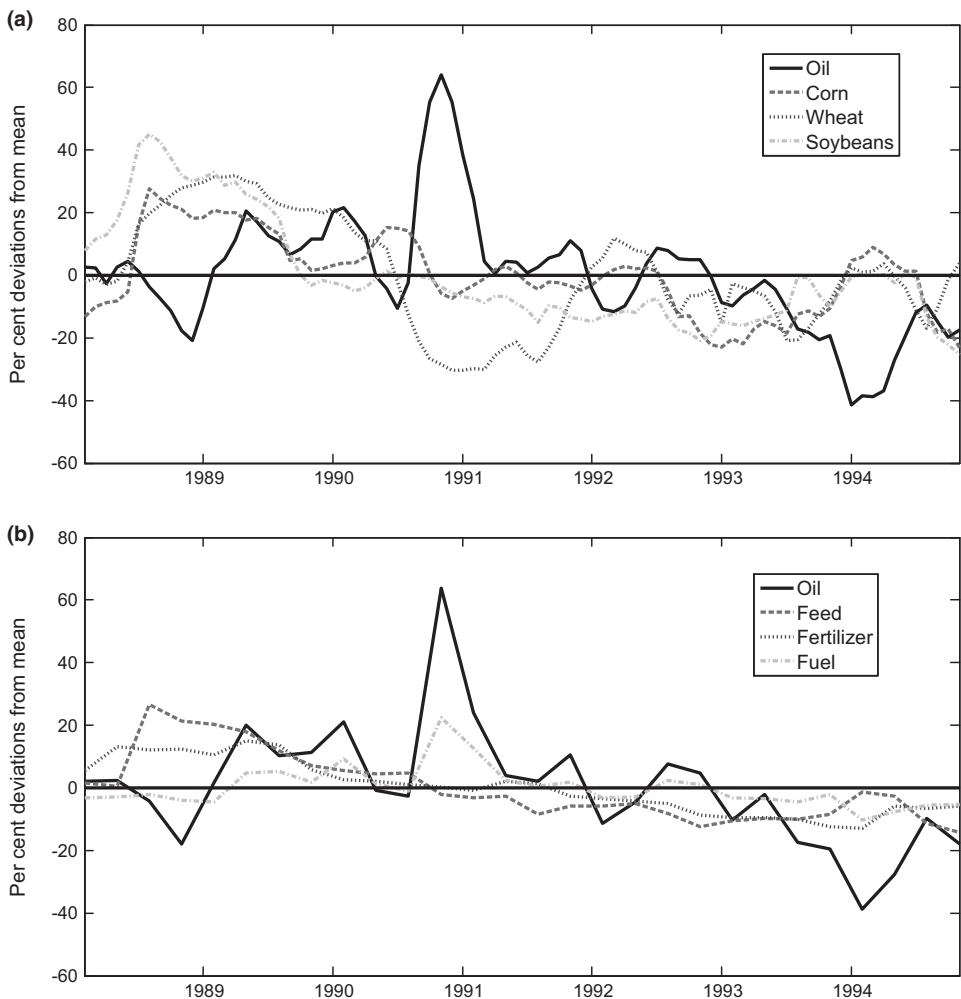 (a)
80
60
40
20
0
-20
-40
-60
Per cent deviations from mean
Oil
Corn
Wheat
Soybeans
1989 1990 1991 1992 1993 1994
(b)
80
60
40
20
0
-20
-40
-60
Per cent deviations from mean
Oil
Feed
Fertilizer
Fuel
1989 1990 1991 1992 1993 1994